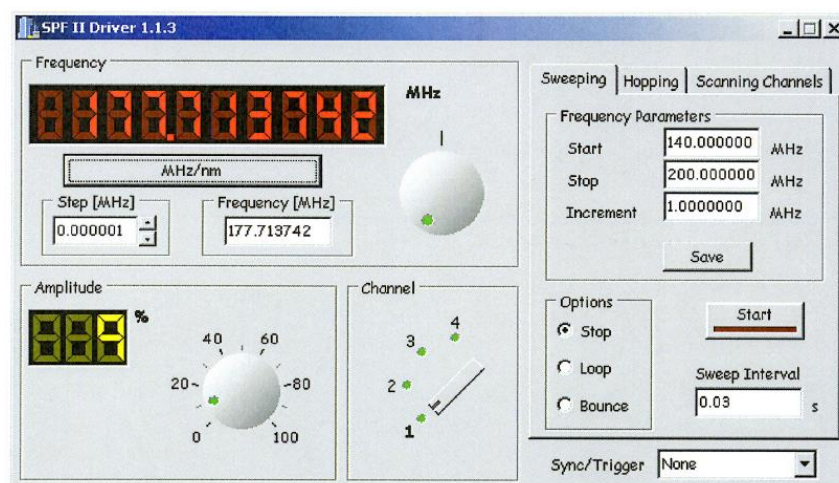 SPF II Driver 1.1.3
Frequency
177.713742
MHz
MHz/nm
Step [MHz]
0.000001
Frequency [MHz]
177.713742
Amplitude
%
0
20
40
60
80
100
Channel
1
2
3
4
Sweeping Hopping Scanning Channels
Frequency Parameters
Start 140.000000 MHz
Stop 200.000000 MHz
Increment 1.0000000 MHz
Save
Options
Stop
Loop
Bounce
Start
Sweep Interval
0.03 s
Sync/Trigger None